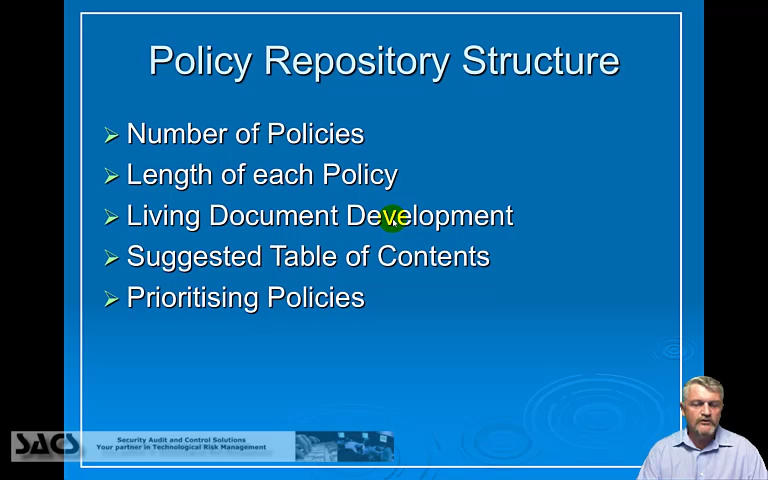 Policy Repository Structure
Number of Policies
Length of each Policy
Living Document Development
Suggested Table of Contents
Prioritising Policies
SACS
Security Audit and Control Solutions
Your partner in Technological Risk Management